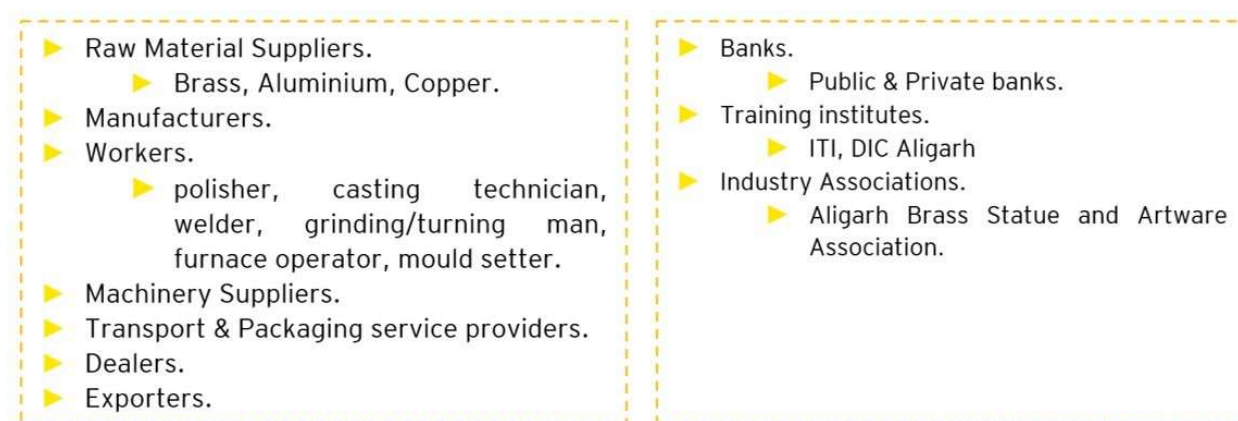 Raw Material Suppliers.
Brass, Aluminium, Copper.
Manufacturers.
Workers.
polisher, casting technician,
welder, grinding/turning man,
furnace operator, mould setter.
Machinery Suppliers.
Transport & Packaging service providers.
Dealers.
Exporters.
Banks.
Public & Private banks.
Training institutes.
ITI, DIC Aligarh
Industry Associations.
Aligarh Brass Statue and Artware
Association.